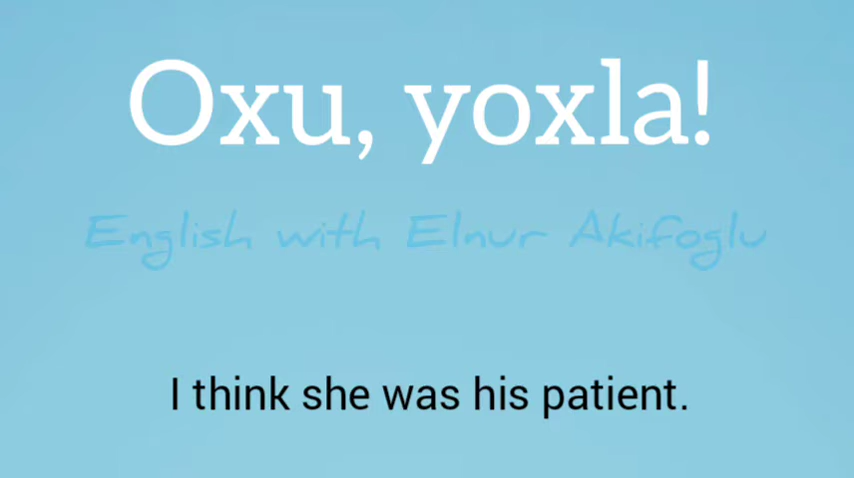 Oxu, yoxla!
English with Elnur Akifoglu
I think she was his patient.